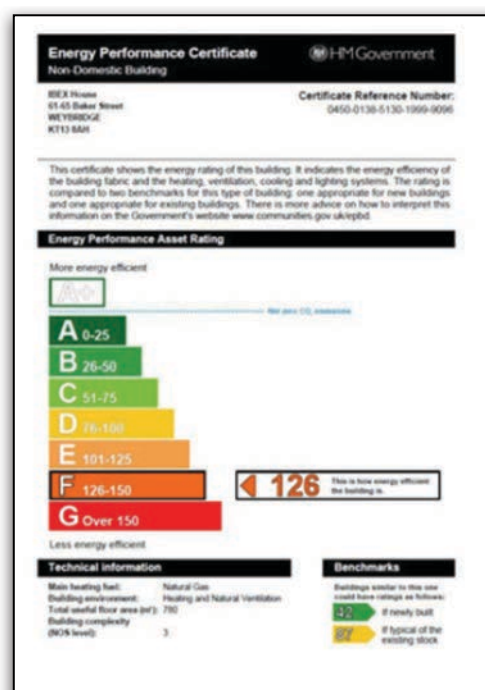 Energy Performance Certificate
HM Government
Non-Domestic Building
IBEX House
61-65 Baker Street
WEYBRIDGE
KT13 8AH
Certificate Reference Number:
0450-0138-5130-1999-9096
This certificate shows the energy rating of this building. It indicates the energy efficiency of
the building fabric and the heating, ventilation, cooling and lighting systems. The rating is
compared to two benchmarks for this type of building: one appropriate for new buildings
and one appropriate for existing buildings. There is more advice on how to interpret this
information on the Government's website www.communities.gov.uk/epbd.
Energy Performance Asset Rating
More energy efficient
A+
Net zero CO₂ emissions
A 0-25
B 26-50
C 51-75
D 76-100
E 101-125
F 126-150
126
This is how energy efficient
the building is.
G Over 150
Less energy efficient
Technical information
Main heating fuel: Natural Gas
Building environment: Heating and Natural Ventilation
Total useful floor area (m²): 790
Building complexity
(NOS level): 3
Benchmarks
Buildings similar to this one
could have ratings as follows:
42 If newly built
97 If typical of the
existing stock